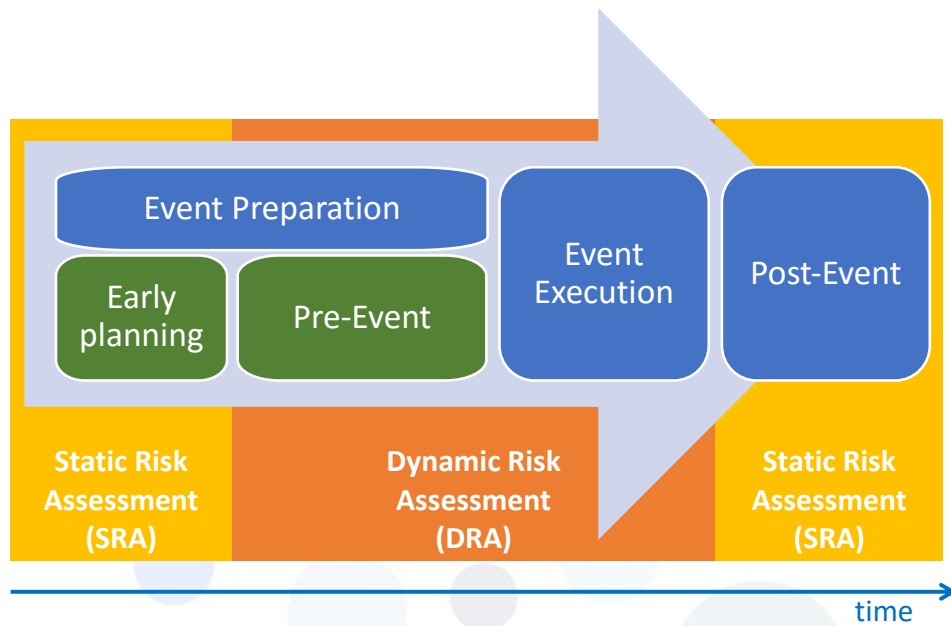 Event Preparation
Early
planning
Pre-Event
Event
Execution
Post-Event
Static Risk
Assessment
(SRA)
Dynamic Risk
Assessment
(DRA)
Static Risk
Assessment
(SRA)
time